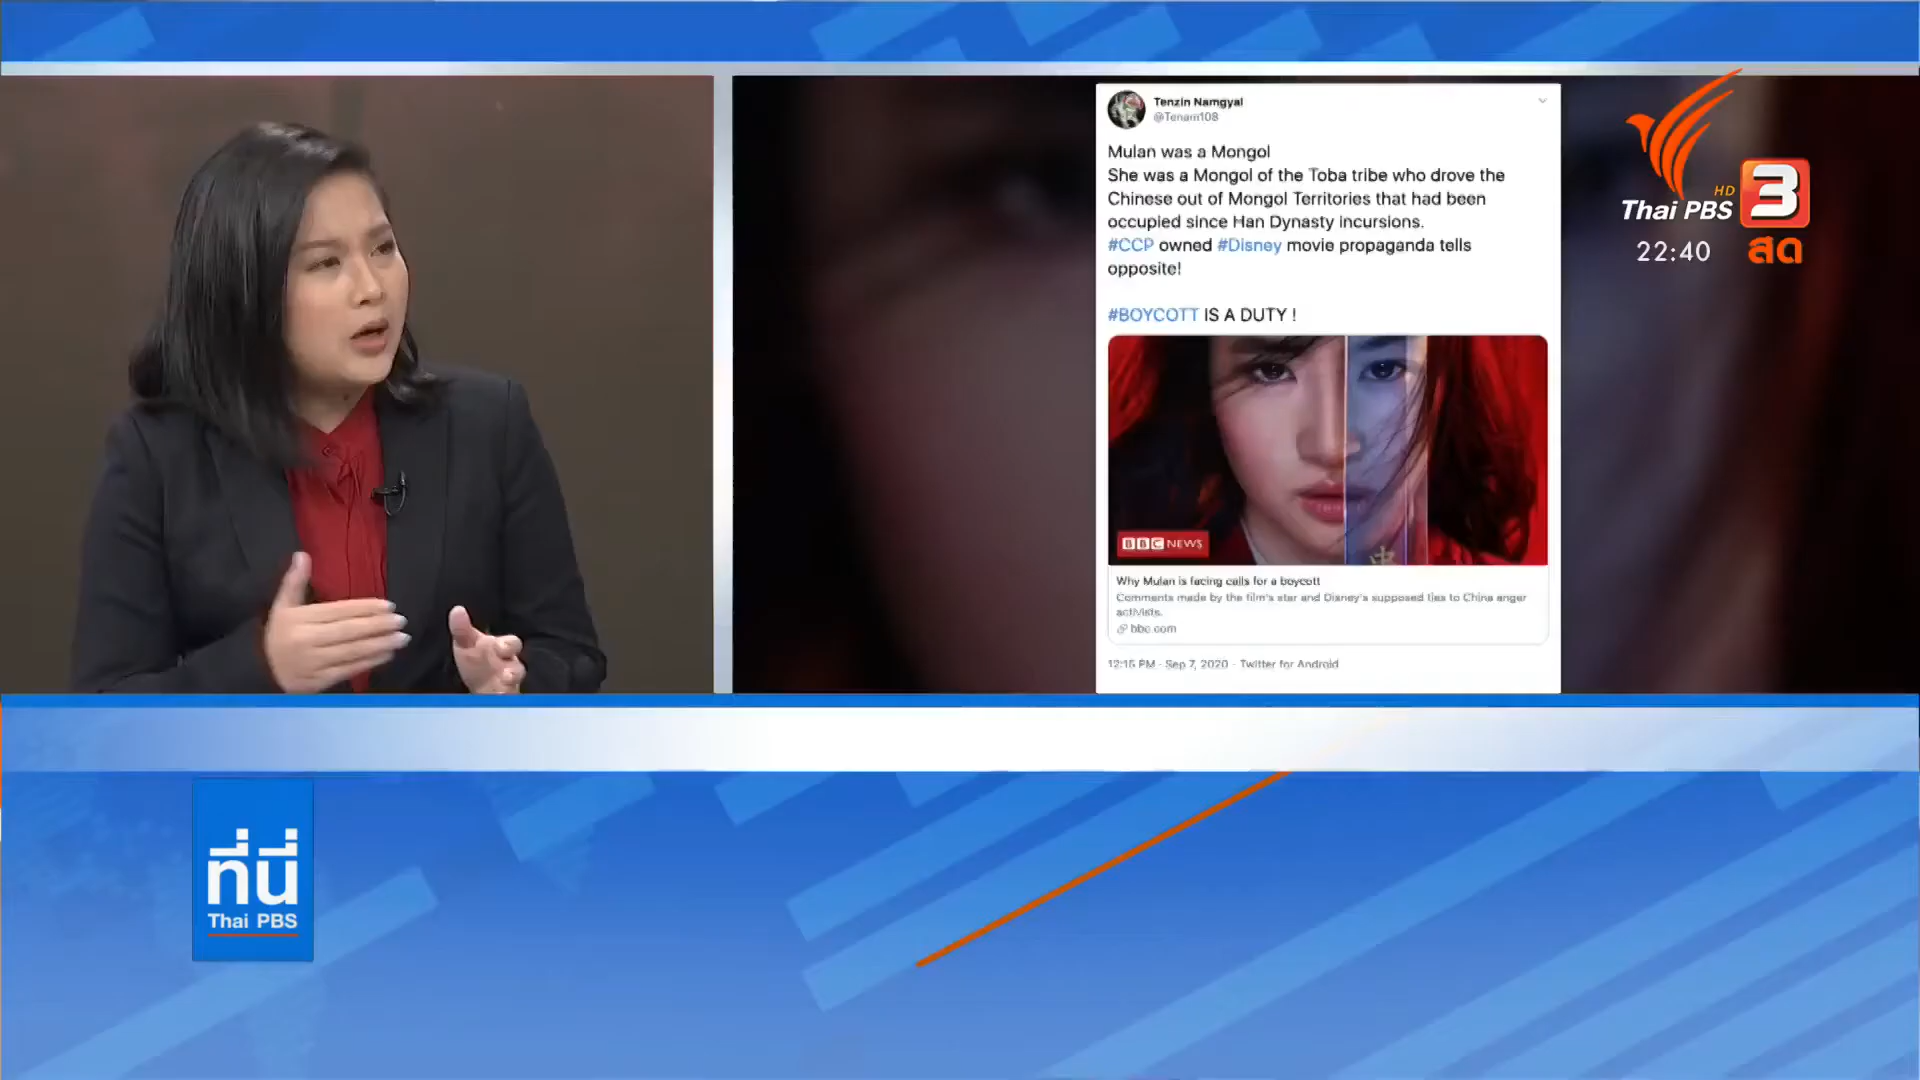 Tenzin Namgyal
@Tenam108
Mulan was a Mongol
She was a Mongol of the Toba tribe who drove the
Chinese out of Mongol Territories that had been
occupied since Han Dynasty incursions.
#CCP owned #Disney movie propaganda tells
opposite!
#BOYCOTT IS A DUTY !
中
BBC NEWS
Why Mulan is facing calls for a boycott
Comments made by the film's star and Disney's supposed ties to China anger
activists.
bbc.com
12:15 PM · Sep 7, 2020 · Twitter for Android
HD
Thai PBS 3
22:40 สด
ที่นี่
Thai PBS